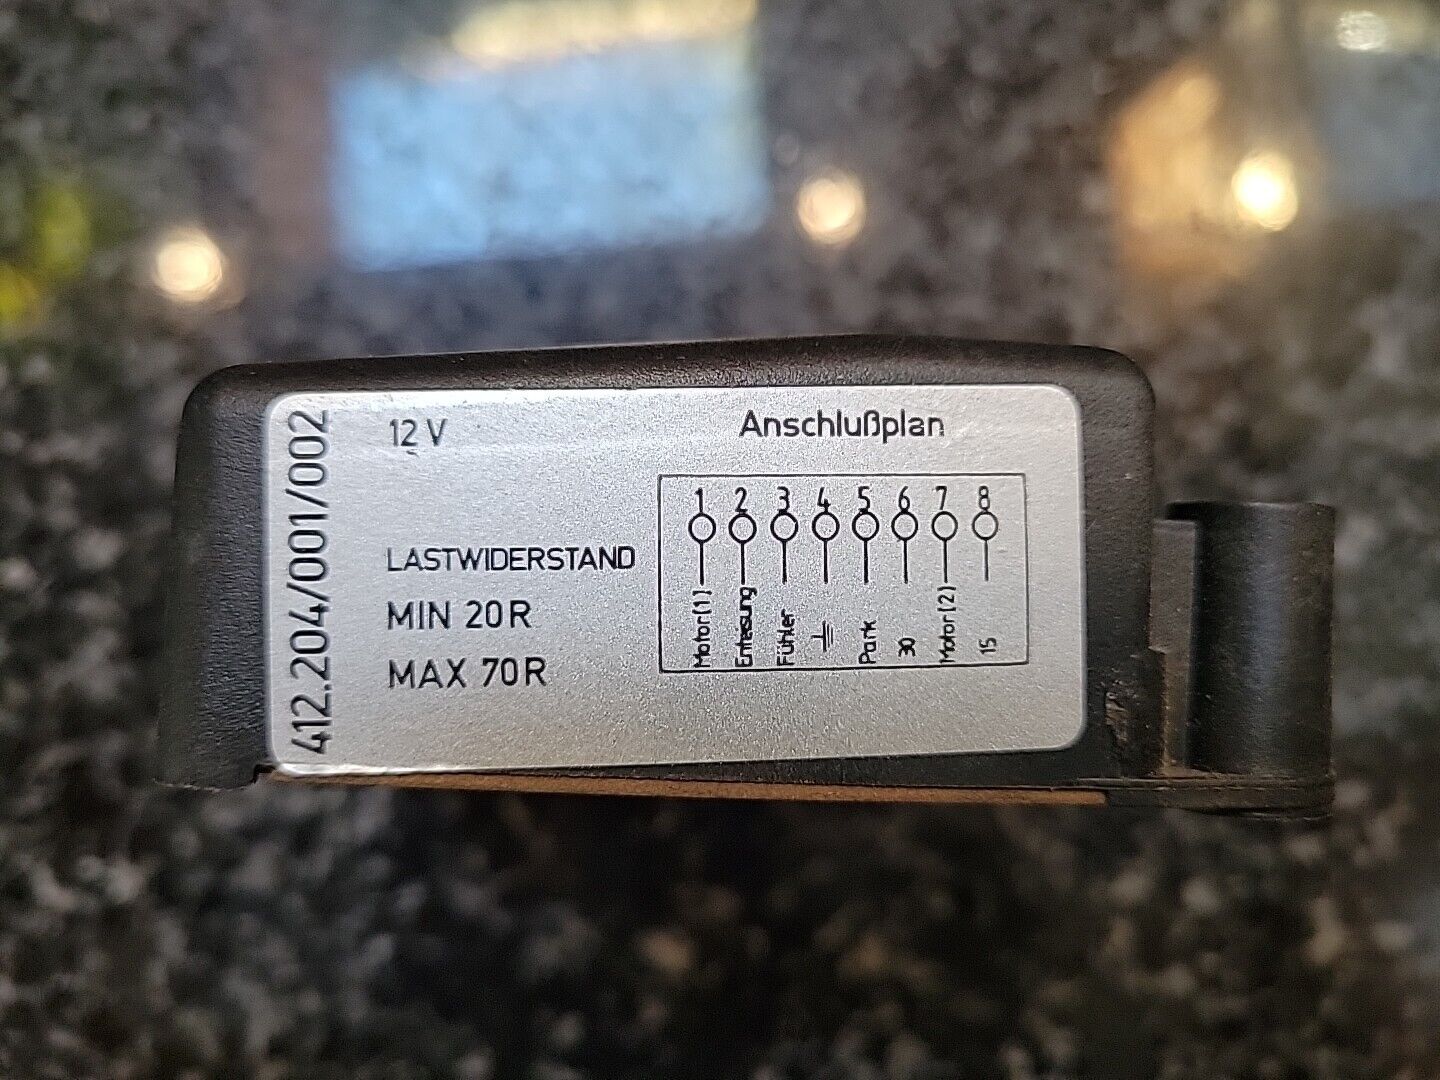 412.204/001/002
12 V
LASTWIDERSTAND
MIN 20R
MAX 70R
Anschlußplan
1 2 3 4 5 6 7 8
Motor(1)
Entlasung
Fühler
Park
30
Motor(2)
15